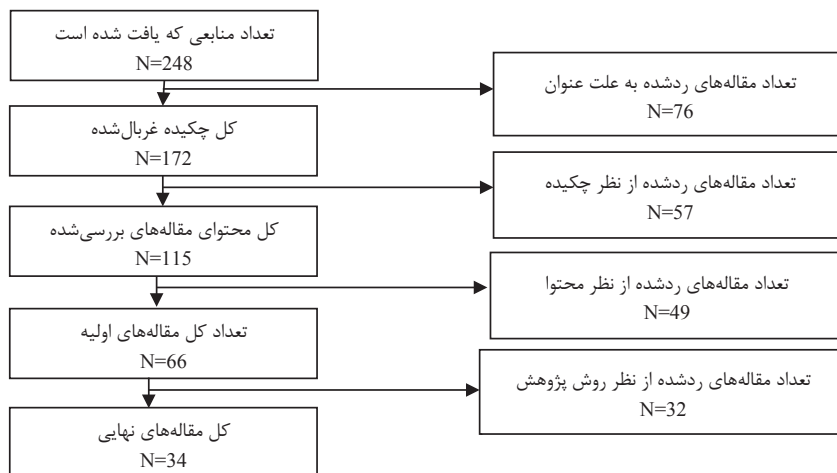 تعداد منابعی که یافت شده است
N=248
تعداد مقاله‌های ردشده به علت عنوان
N=76
کل چکیده غربال‌شده
N=172
تعداد مقاله‌های ردشده از نظر چکیده
N=57
کل محتوای مقاله‌های بررسی‌شده
N=115
تعداد مقاله‌های ردشده از نظر محتوا
N=49
تعداد کل مقاله‌های اولیه
N=66
تعداد مقاله‌های ردشده از نظر روش پژوهش
N=32
کل مقاله‌های نهایی
N=34